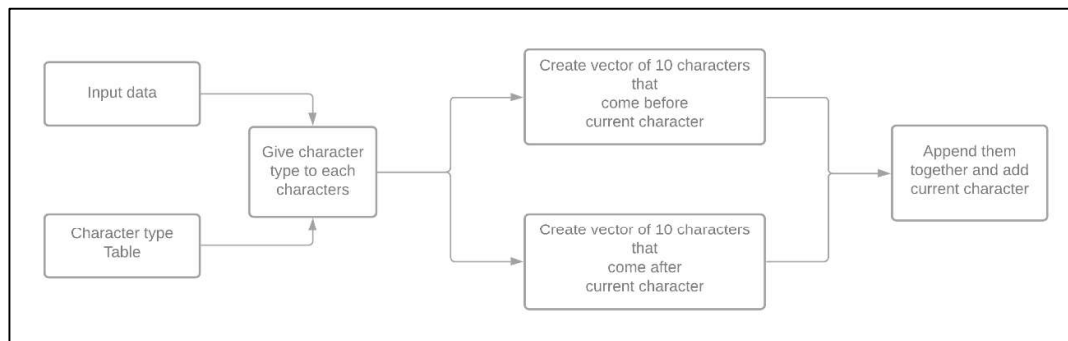 Input data
Character type
Table
Give character
type to each
characters
Create vector of 10 characters
that
come before
current character
Create vector of 10 characters
that
come after
current character
Append them
together and add
current character